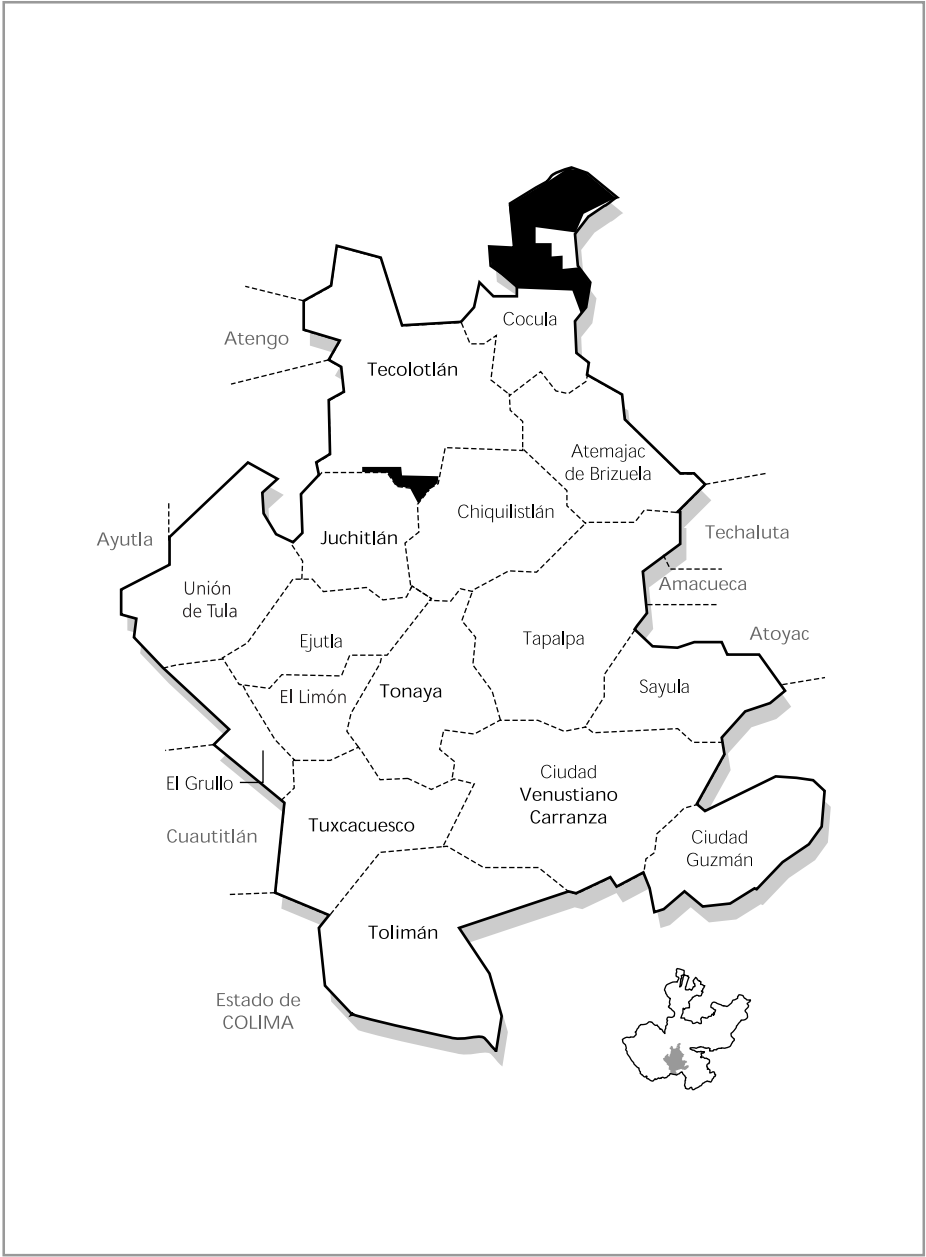 Cocula
Atengo
Tecolotlán
Atemajac
de Brizuela
Chiquilistlán
Techaluta
Ayutla
Juchitlán
Amacueca
Unión
de Tula
Ejutla
Tapalpa
Atoyac
El Limón
Tonaya
Sayula
El Grullo
Ciudad
Venustiano
Carranza
Cuautitlán
Tuxcacuesco
Ciudad
Guzmán
Tolimán
Estado de
COLIMA